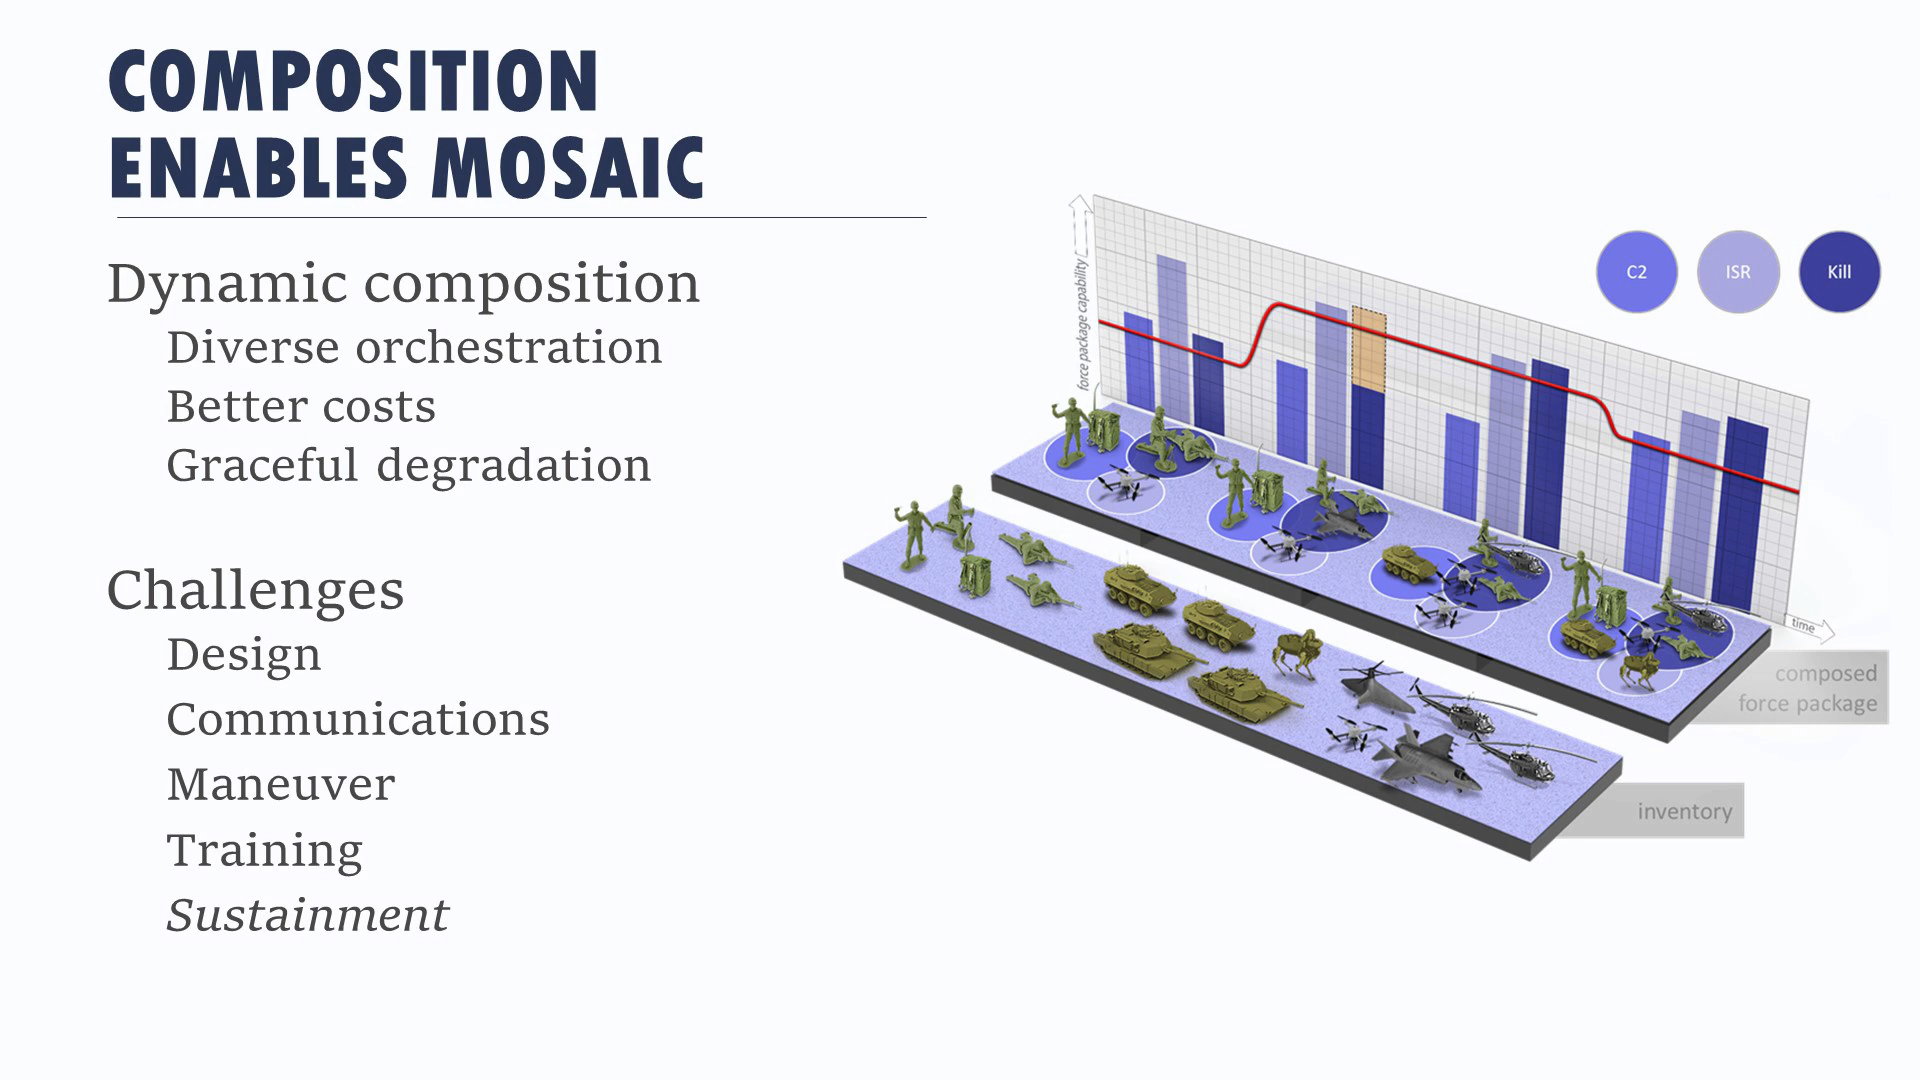 COMPOSITION
ENABLES MOSAIC
Dynamic composition
Diverse orchestration
Better costs
Graceful degradation
Challenges
Design
Communications
Maneuver
Training
Sustainment
force package capability
C2
ISR
Kill
time
composed
force package
inventory